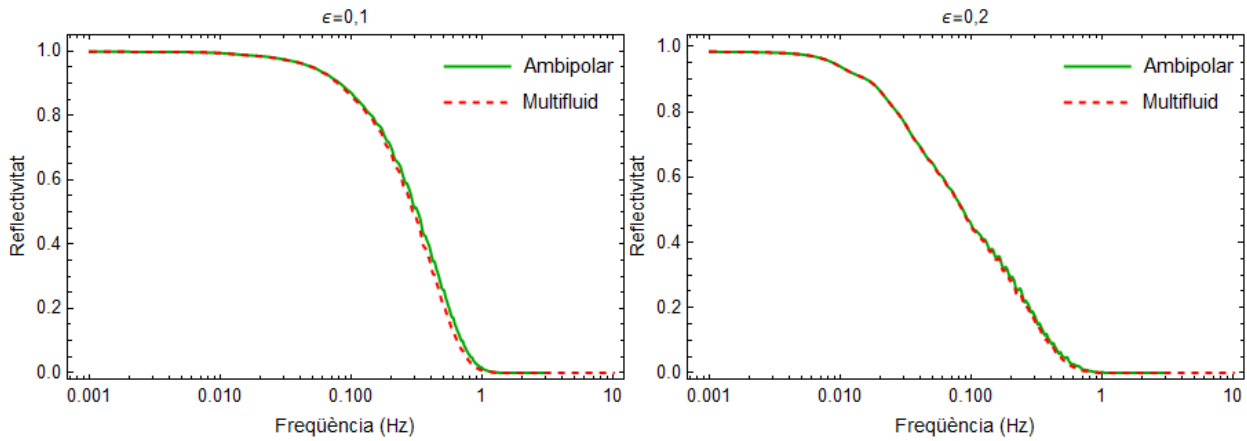 ϵ=0,1
1.0
0.8
0.6
0.4
0.2
0.0
Reflectivitat
Ambipolar
Multifluid
0.001 0.010 0.100 1 10
Freqüència (Hz)
ϵ=0,2
1.0
0.8
0.6
0.4
0.2
0.0
Reflectivitat
Ambipolar
Multifluid
0.001 0.010 0.100 1 10
Freqüència (Hz)